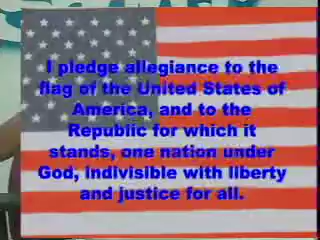 I pledge allegiance to the
flag of the United States of
America, and to the
Republic for which it
stands, one nation under
God, indivisible with liberty
and justice for all.